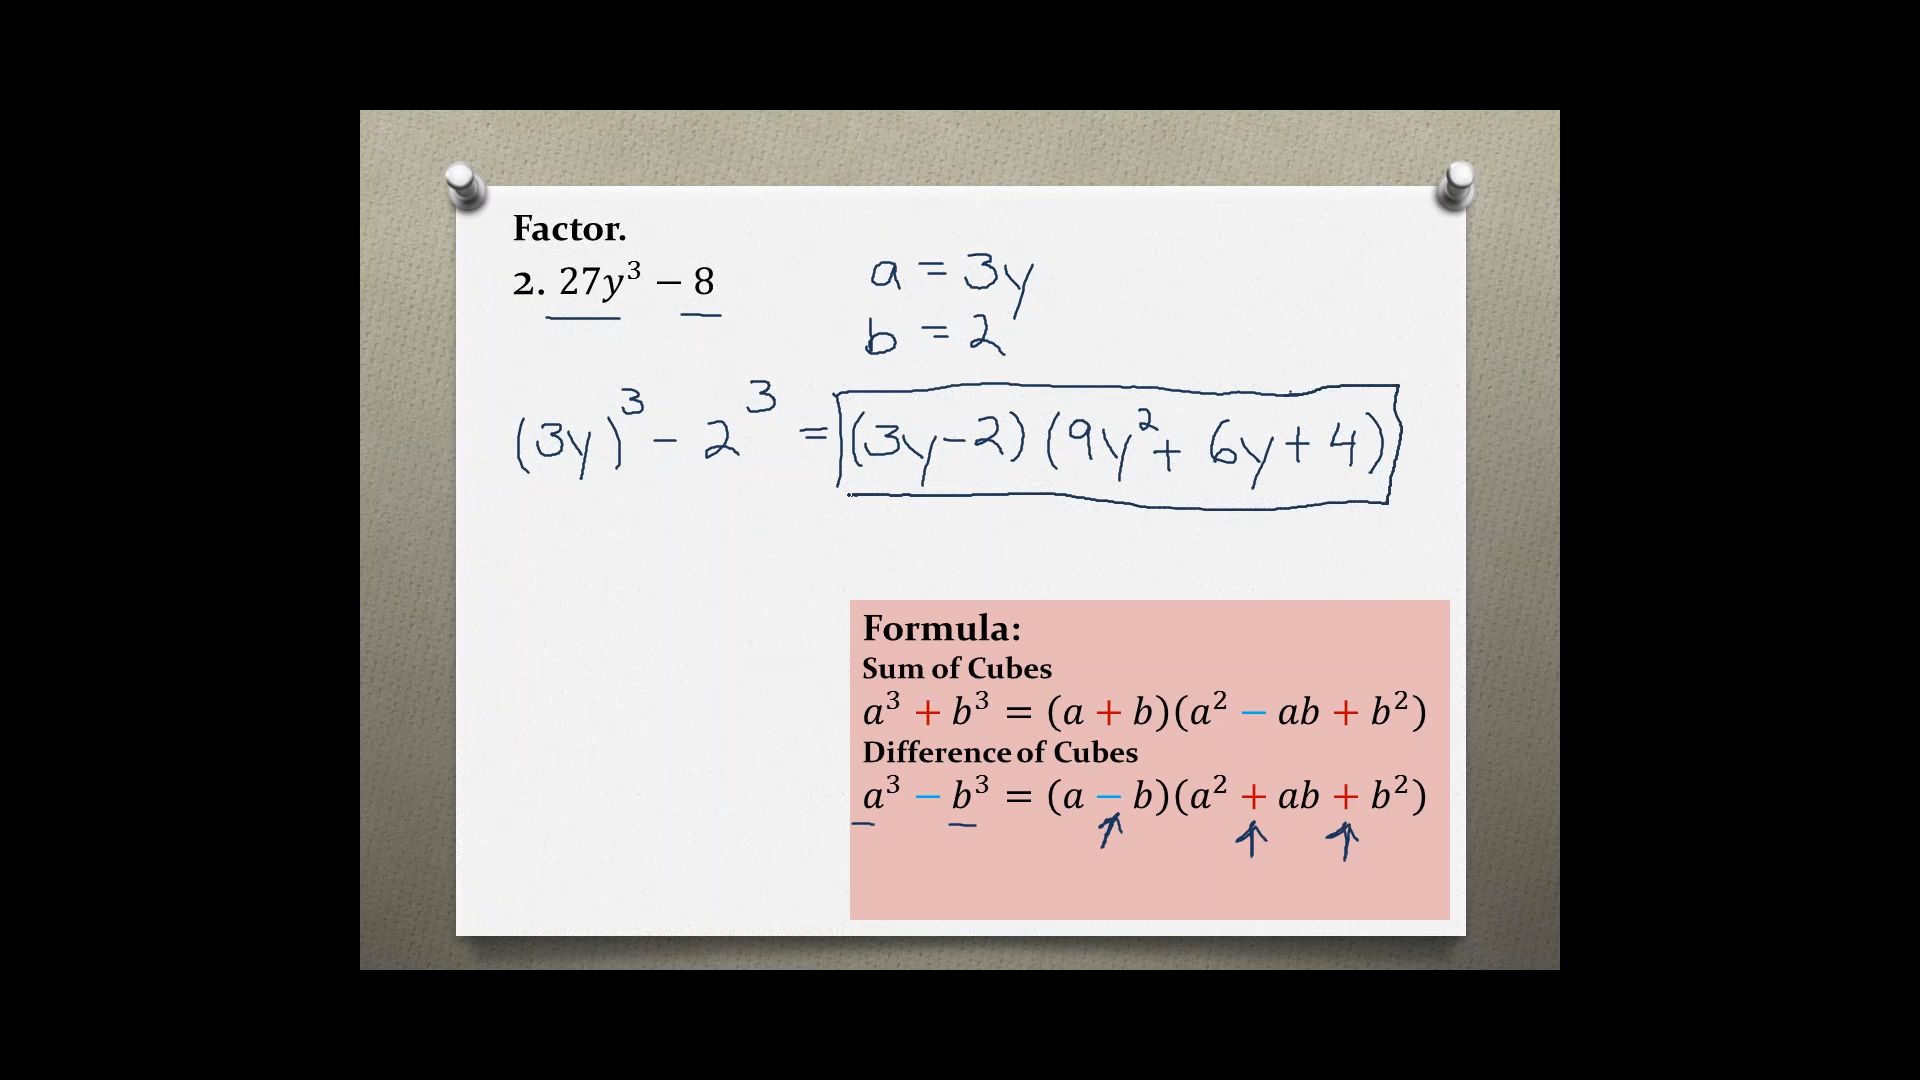 Factor.
2. 27y³ − 8
a = 3y
b = 2
(3y)³ − 2³ = (3y−2)(9y²+6y+4)
Formula:
Sum of Cubes
a³ + b³ = (a + b)(a² − ab + b²)
Difference of Cubes
a³ − b³ = (a − b)(a² + ab + b²)